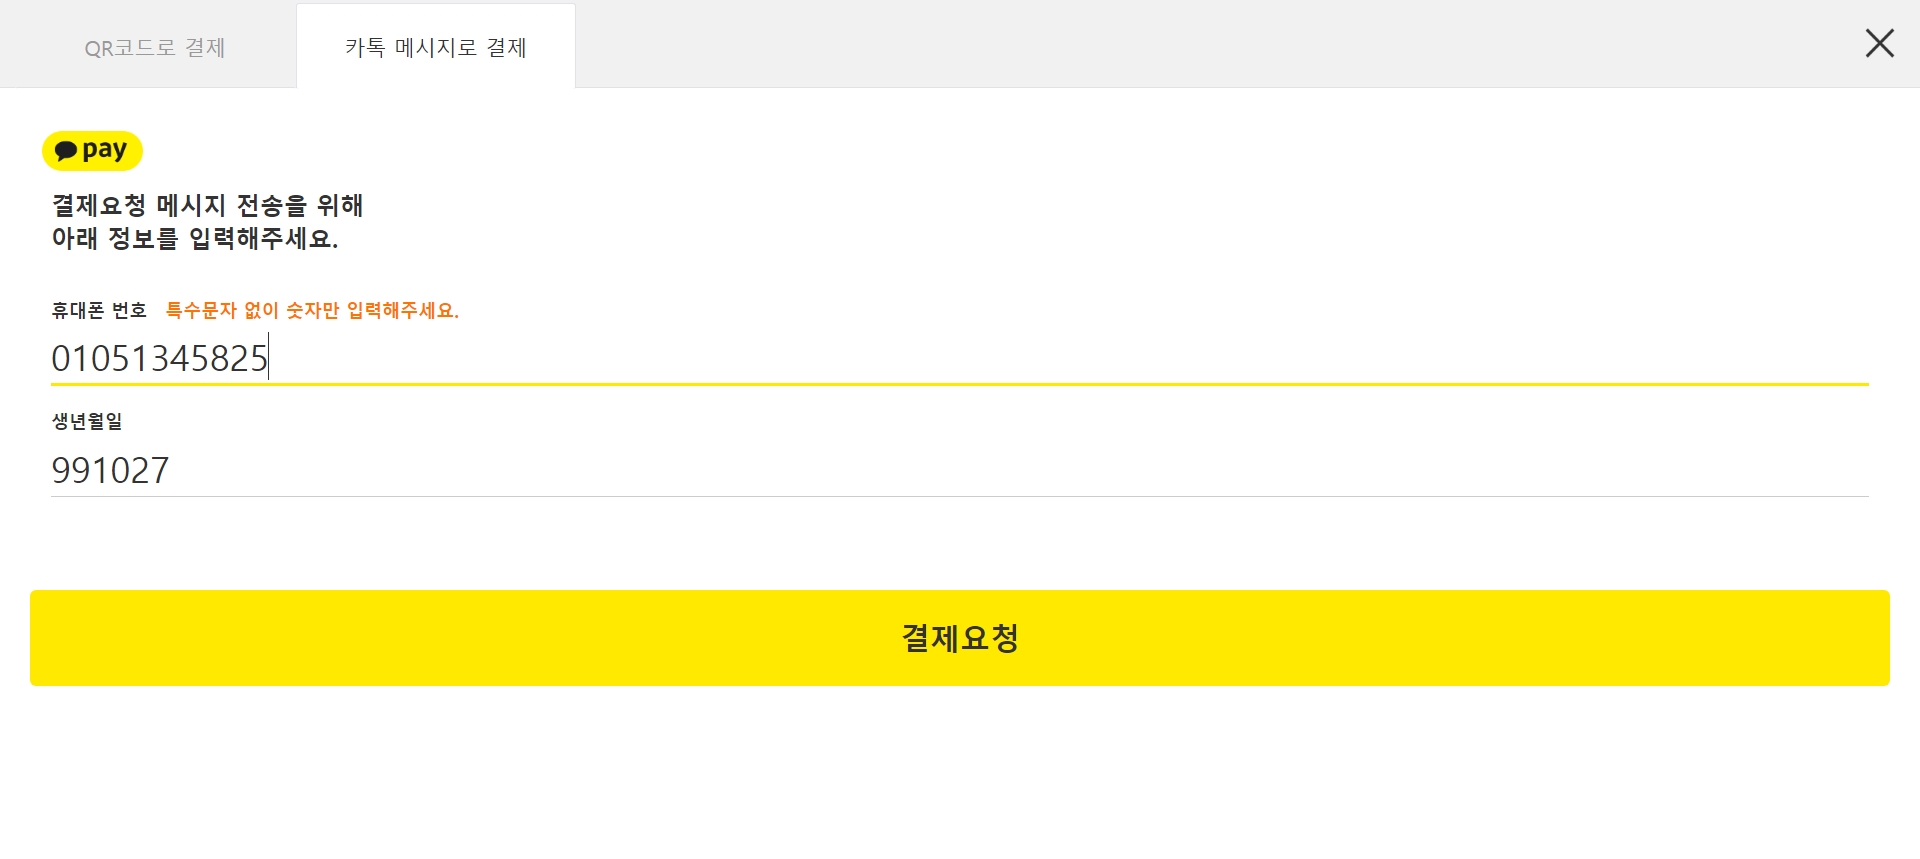 QR코드로 결제
카톡 메시지로 결제
pay
결제요청 메시지 전송을 위해
아래 정보를 입력해주세요.
휴대폰 번호 특수문자 없이 숫자만 입력해주세요.
01051345825
생년월일
991027
결제요청